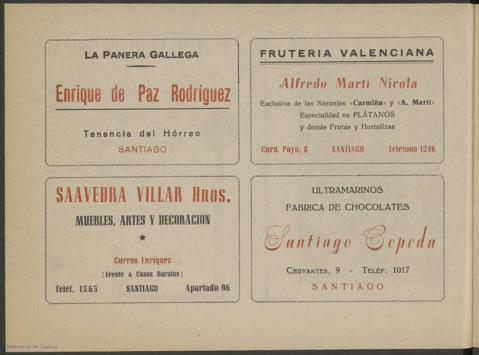 LA PANERA GALLEGA
Enrique de Paz Rodríguez
Tenencia del Hórreo
SANTIAGO
FRUTERIA VALENCIANA
Alfredo Martí Nicola
Exclusiva de las Naranjas «Carmiña» y «A. Martí»
Especialidad en PLÁTANOS
y demás Frutas y Hortalizas
Card. Paya, 8 SANTIAGO Teléfono 1246
SAAVEDRA VILLAR Hnos.
MUEBLES, ARTES Y DECORACION
Curros Enríquez
(Frente a Casas Baratas)
Teléf. 1565 SANTIAGO Apartado 96
ULTRAMARINOS
FABRICA DE CHOCOLATES
Santiago Cepeda
CERVANTES, 9 - TELÉF. 1017
SANTIAGO
Biblioteca de Galicia